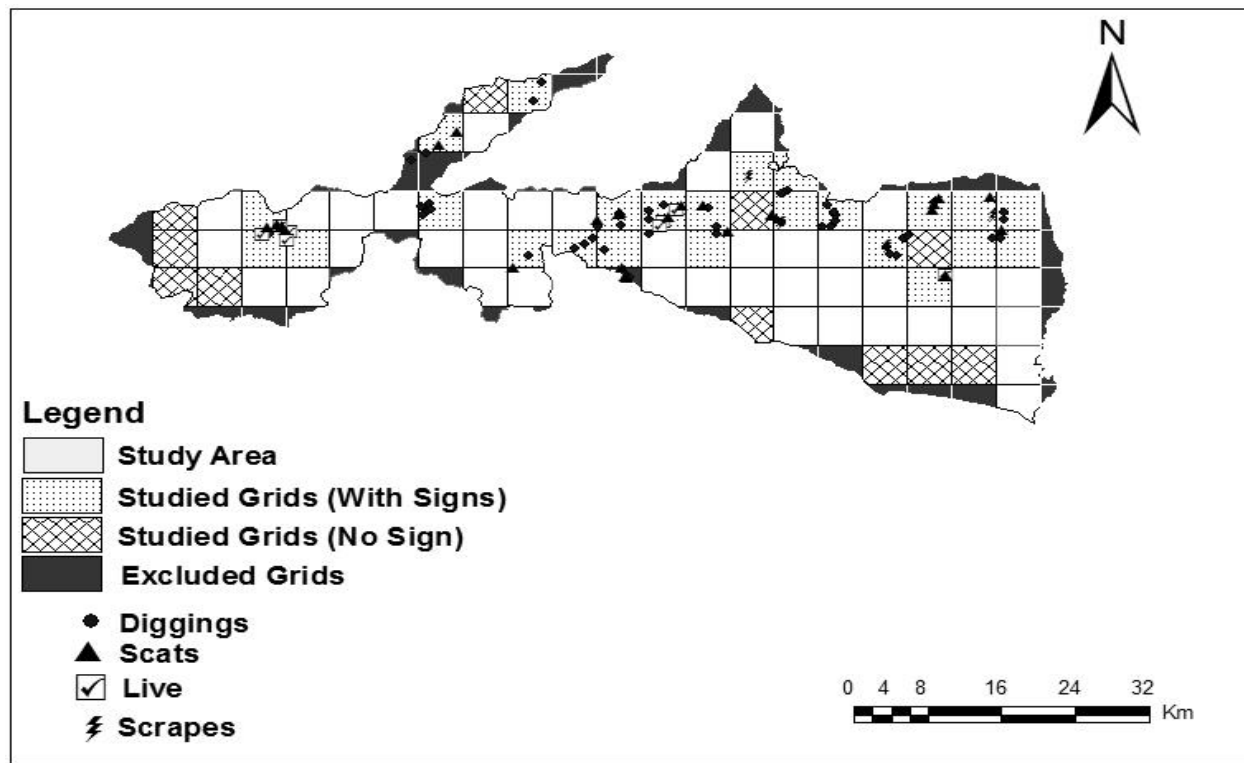 N
Legend
Study Area
Studied Grids (With Signs)
Studied Grids (No Sign)
Excluded Grids
Diggings
Scats
Live
Scrapes
0 4 8 16 24 32
Km